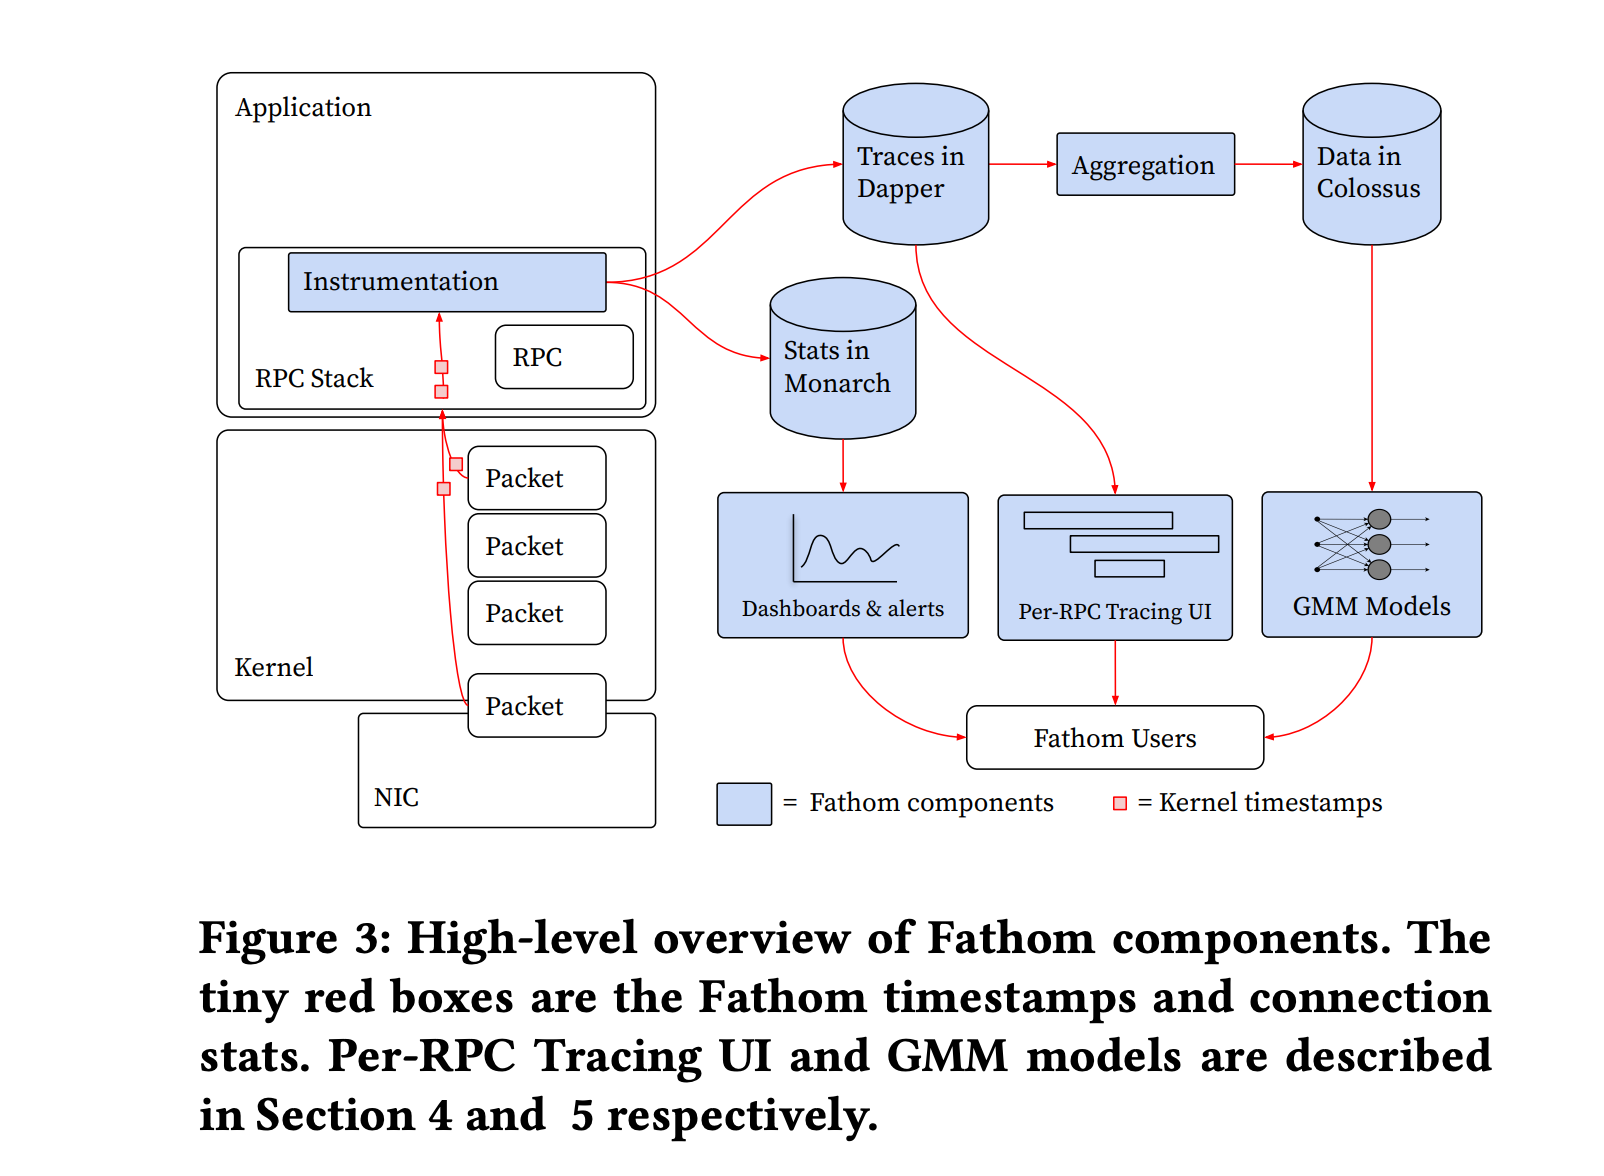 Application
Instrumentation
RPC
RPC Stack
Packet
Packet
Packet
Kernel
Packet
NIC
Traces in
Dapper
Aggregation
Data in
Colossus
Stats in
Monarch
Dashboards & alerts
Per-RPC Tracing UI
GMM Models
Fathom Users
= Fathom components
= Kernel timestamps
Figure 3: High-level overview of Fathom components. The
tiny red boxes are the Fathom timestamps and connection
stats. Per-RPC Tracing UI and GMM models are described
in Section 4 and 5 respectively.